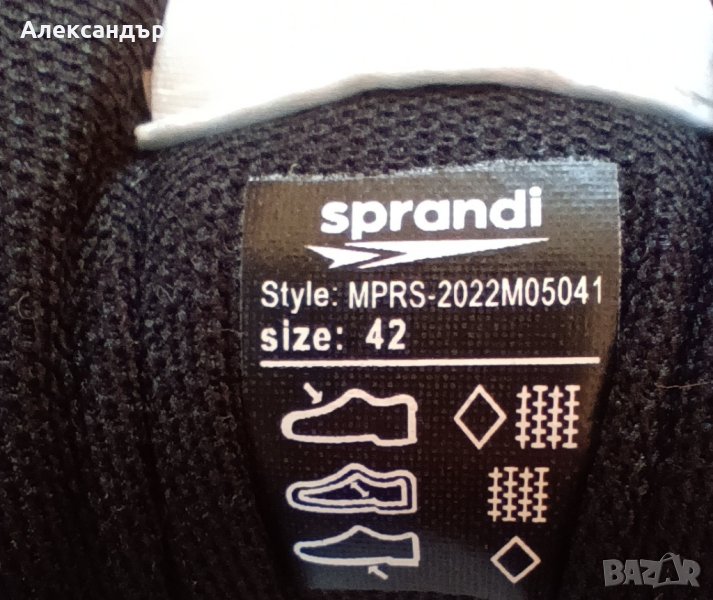 Александър
sprandi
Style: MPRS-2022M05041
size: 42
BAZAR